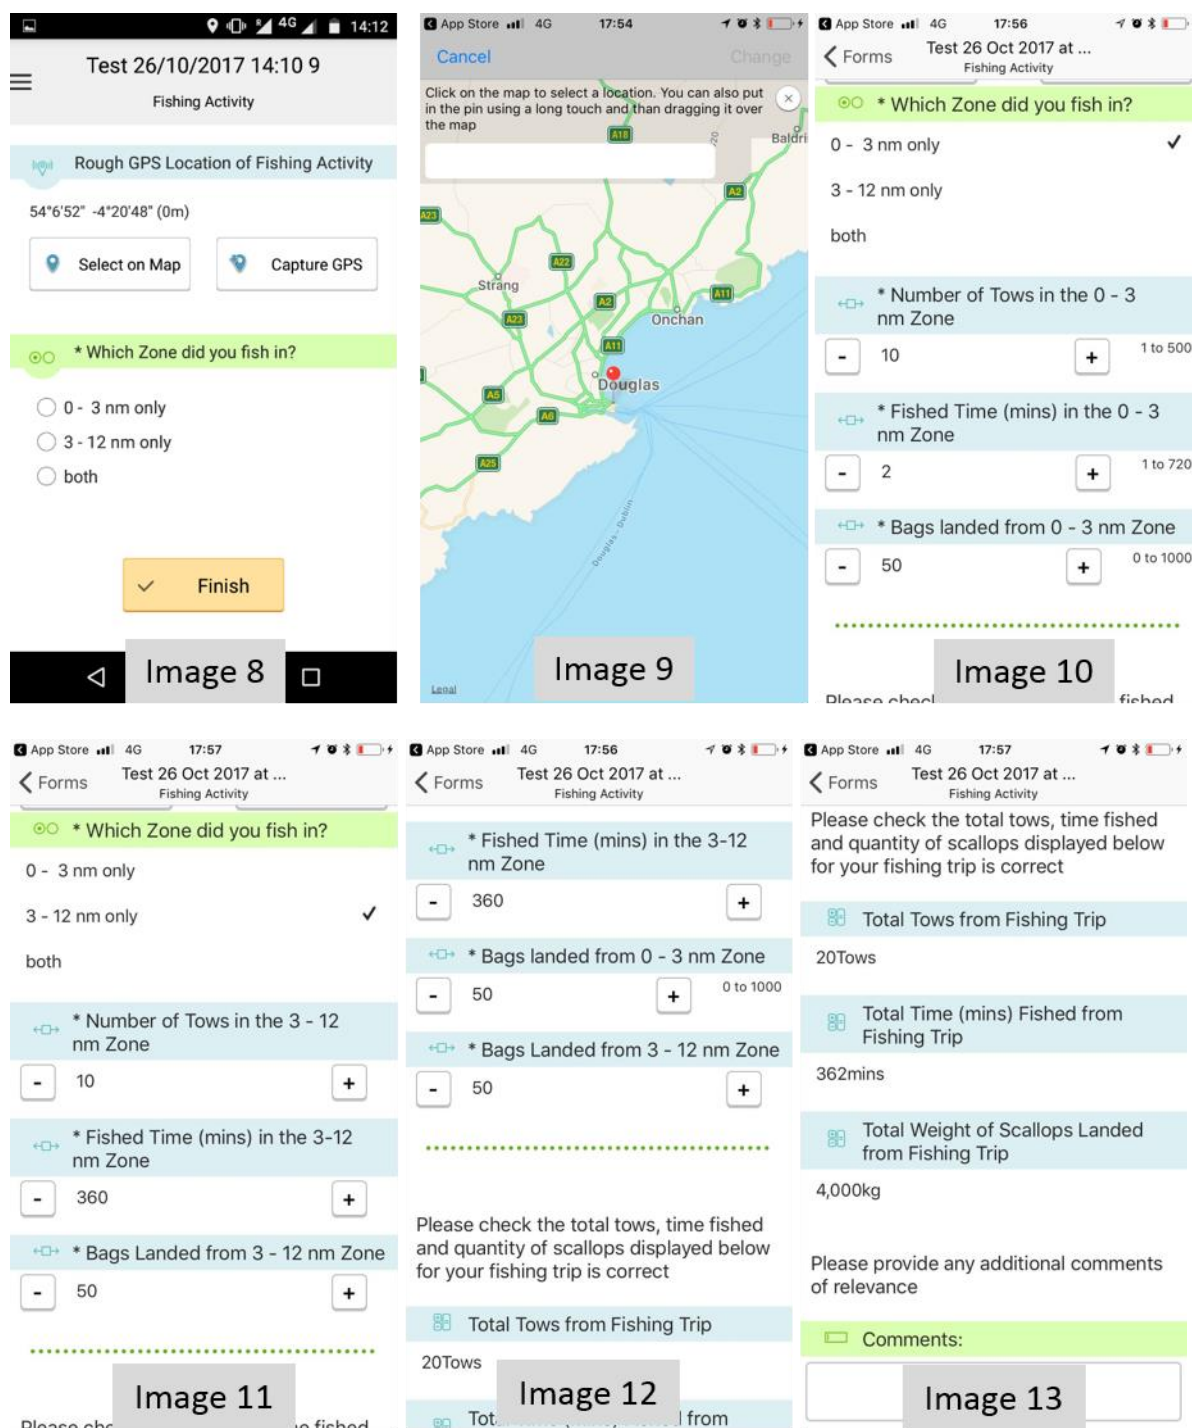 4G 14:12
Test 26/10/2017 14:10 9
Fishing Activity
Rough GPS Location of Fishing Activity
54°6'52" -4°20'48" (0m)
Select on Map
Capture GPS
* Which Zone did you fish in?
0 - 3 nm only
3 - 12 nm only
both
Finish
Image 8
App Store 4G 17:54
Cancel
Change
Click on the map to select a location. You can also put
in the pin using a long touch and than dragging it over
the map
A18
Baldri
A2
A23
A22
Strang
A2
A11
A23
Onchan
A11
Douglas
A5
A6
A25
Douglas - Dublin
Legal
Image 9
App Store 4G 17:56
Forms
Test 26 Oct 2017 at ...
Fishing Activity
* Which Zone did you fish in?
0 - 3 nm only
3 - 12 nm only
both
* Number of Tows in the 0 - 3
nm Zone
- 10 + 1 to 500
* Fished Time (mins) in the 0 - 3
nm Zone
- 2 + 1 to 720
* Bags landed from 0 - 3 nm Zone
- 50 + 0 to 1000
Please check fished
Image 10
App Store 4G 17:57
Forms
Test 26 Oct 2017 at ...
Fishing Activity
* Which Zone did you fish in?
0 - 3 nm only
3 - 12 nm only
both
* Number of Tows in the 3 - 12
nm Zone
- 10 +
* Fished Time (mins) in the 3-12
nm Zone
- 360 +
* Bags Landed from 3 - 12 nm Zone
- 50 +
Please fished
Image 11
App Store 4G 17:56
Forms
Test 26 Oct 2017 at ...
Fishing Activity
* Fished Time (mins) in the 3-12
nm Zone
- 360 +
* Bags landed from 0 - 3 nm Zone
- 50 + 0 to 1000
* Bags Landed from 3 - 12 nm Zone
- 50 +
Please check the total tows, time fished
and quantity of scallops displayed below
for your fishing trip is correct
Total Tows from Fishing Trip
20Tows
Total Time (mins) Fished from
Image 12
App Store 4G 17:57
Forms
Test 26 Oct 2017 at ...
Fishing Activity
Please check the total tows, time fished
and quantity of scallops displayed below
for your fishing trip is correct
Total Tows from Fishing Trip
20Tows
Total Time (mins) Fished from
Fishing Trip
362mins
Total Weight of Scallops Landed
from Fishing Trip
4,000kg
Please provide any additional comments
of relevance
Comments:
Image 13